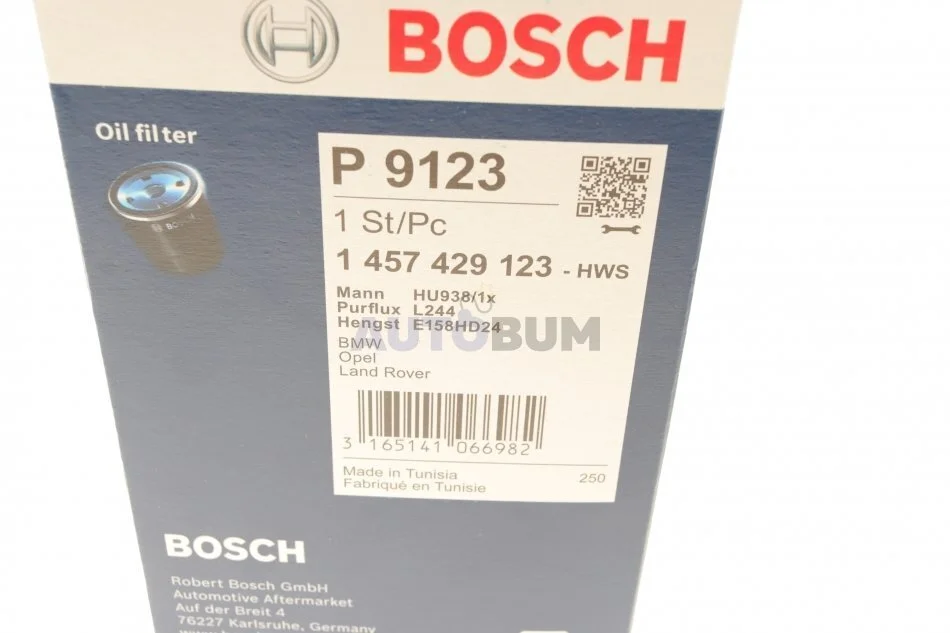 BOSCH
Oil filter
BOSCH
P 9123
1 St/Pc
1 457 429 123 - HWS
Mann HU938/1x
Purflux L244
Hengst E158HD24
AUTOBUM
BMW
Opel
Land Rover
3 165141 066982
Made in Tunisia 250
Fabriqué en Tunisie
BOSCH
Robert Bosch GmbH
Automotive Aftermarket
Auf der Breit 4
76227 Karlsruhe, Germany